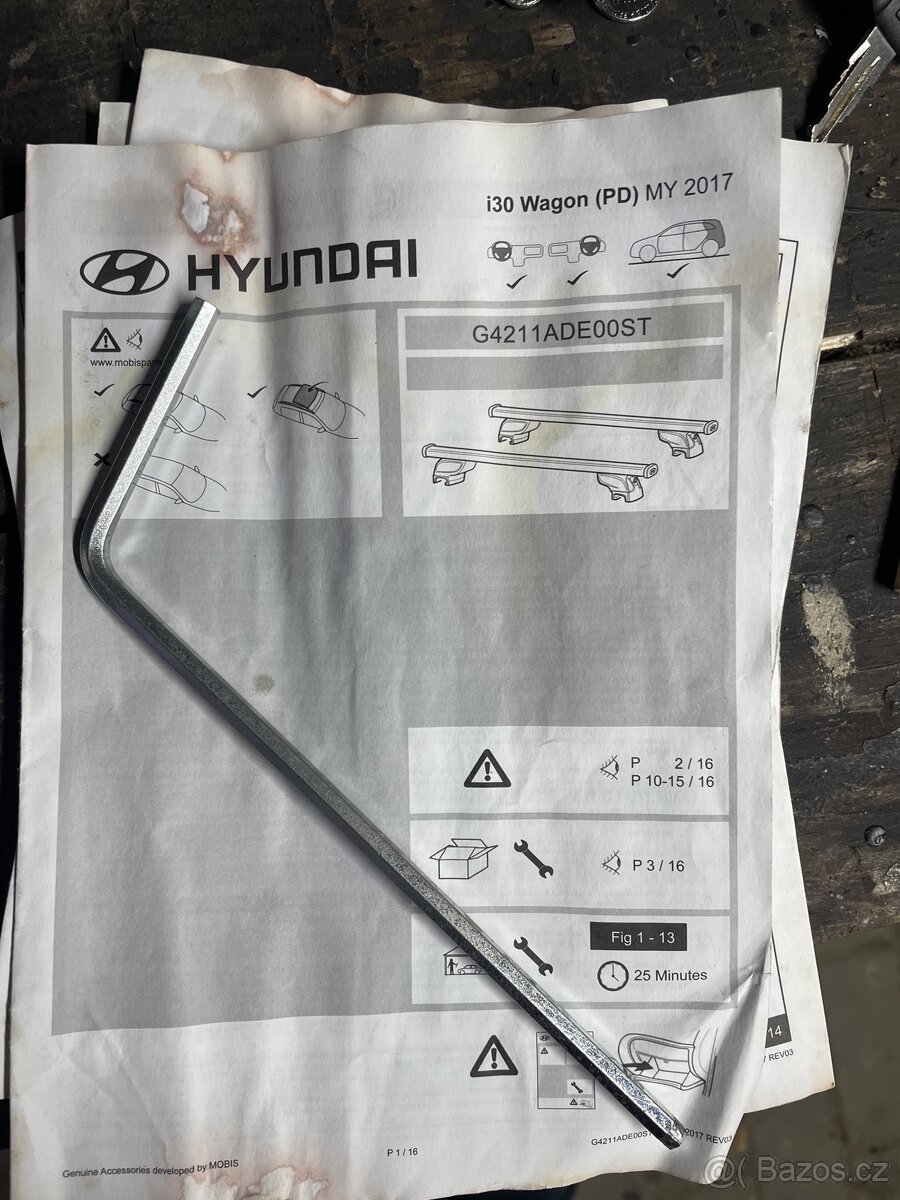 i30 Wagon (PD) MY 2017
HYUNDAI
G4211ADE00ST
www.mobisparts
P 2 / 16
P 10-15 / 16
P 3 / 16
Fig 1 - 13
25 Minutes
14
REV03
G4211ADE00ST 2017 REV03
P 1 / 16
Genuine Accessories developed by MOBIS
Bazos.cz